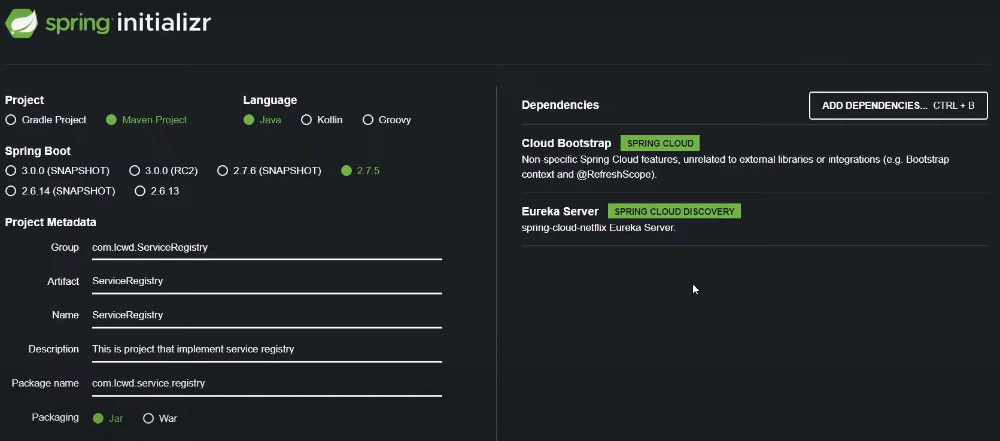 spring initializr
Project
Gradle Project Maven Project
Language
Java Kotlin Groovy
Spring Boot
3.0.0 (SNAPSHOT) 3.0.0 (RC2) 2.7.6 (SNAPSHOT) 2.7.5
2.6.14 (SNAPSHOT) 2.6.13
Project Metadata
Group com.lcwd.ServiceRegistry
Artifact ServiceRegistry
Name ServiceRegistry
Description This is project that implement service registry
Package name com.lcwd.service.registry
Packaging Jar War
Dependencies ADD DEPENDENCIES... CTRL + B
Cloud Bootstrap SPRING CLOUD
Non-specific Spring Cloud features, unrelated to external libraries or integrations (e.g. Bootstrap
context and @RefreshScope).
Eureka Server SPRING CLOUD DISCOVERY
spring-cloud-netflix Eureka Server.